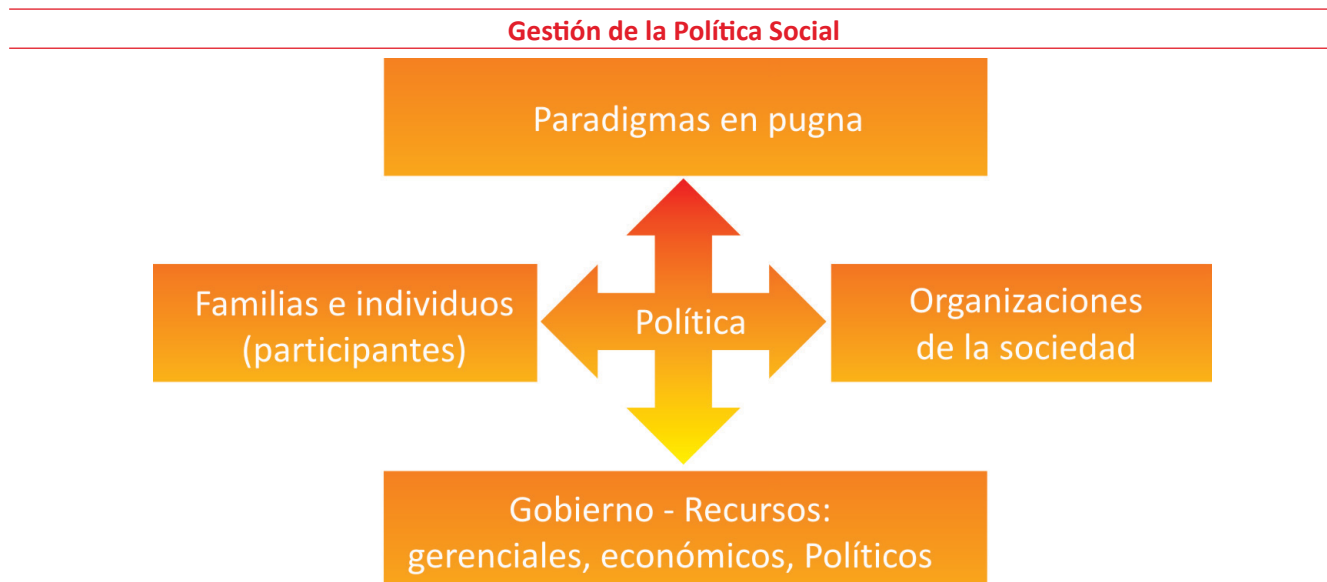 Gestión de la Política Social
Paradigmas en pugna
Familias e individuos
(participantes)
Política
Organizaciones
de la sociedad
Gobierno - Recursos:
gerenciales, económicos, Políticos